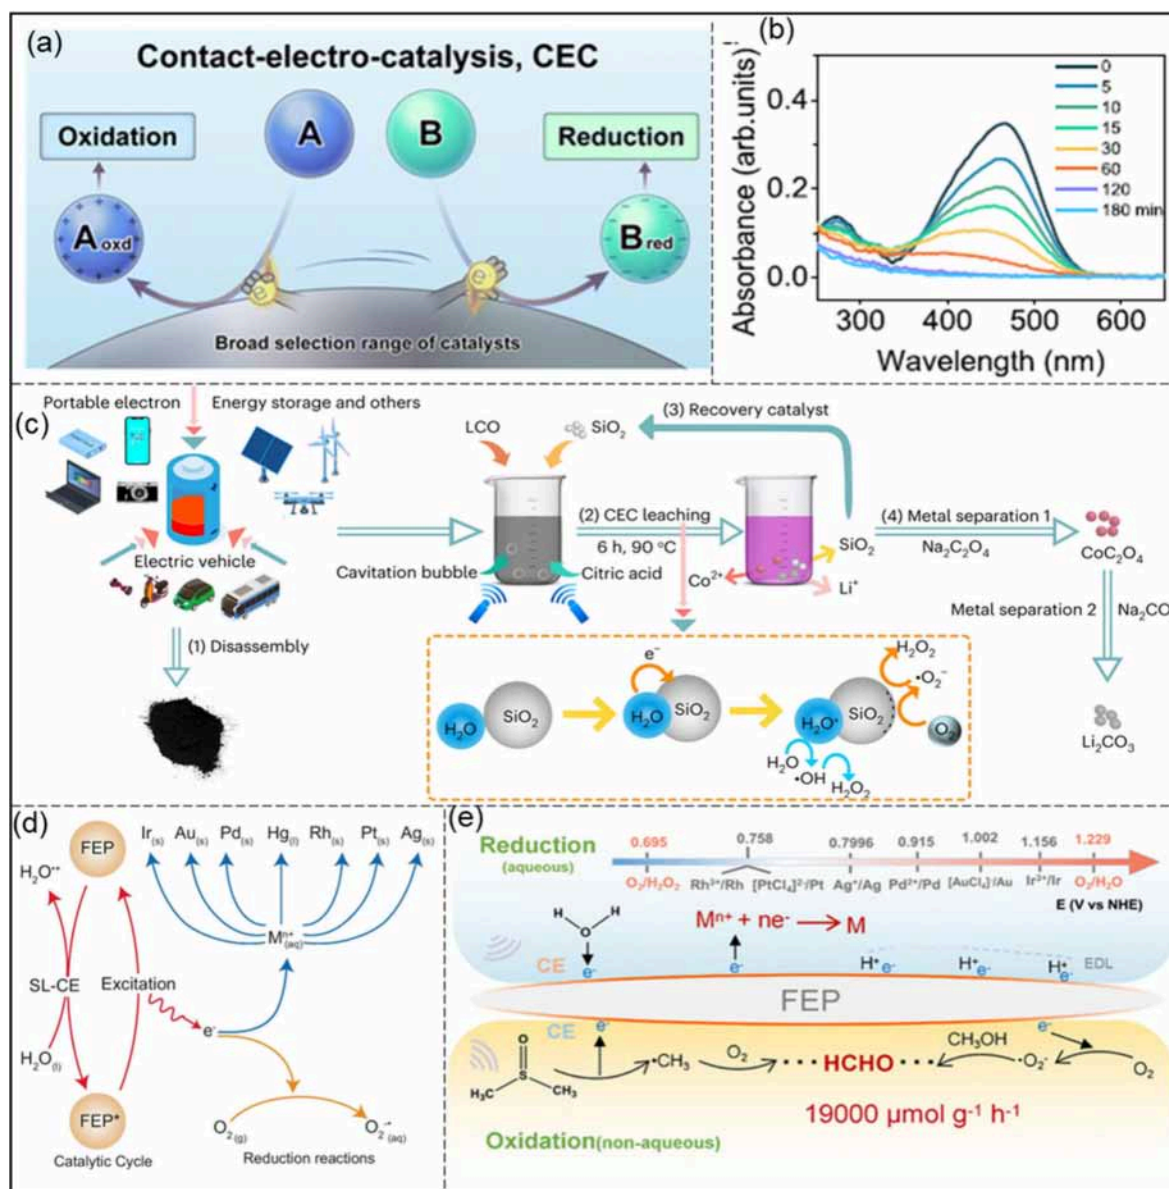 (a)
Contact-electro-catalysis, CEC
Oxidation
A
B
Reduction
A oxd
B red
e
e
Broad selection range of catalysts
(b)
Absorbance (arb.units)
0.4
0.2
0.0
0
5
10
15
30
60
120
180 min
300
400
500
600
Wavelength (nm)
(c)
Portable electron
Energy storage and others
Electric vehicle
(1) Disassembly
LCO
SiO₂
(3) Recovery catalyst
(2) CEC leaching
6 h, 90 °C
Cavitation bubble
Citric acid
Co²⁺
SiO₂
Li⁺
(4) Metal separation 1
Na₂C₂O₄
CoC₂O₄
Metal separation 2
Na₂CO
Li₂CO₃
H₂O
SiO₂
e⁻
H₂O
SiO₂
H₂O⁺
SiO₂
H₂O₂
•O₂⁻
O₂
H₂O
•OH
H₂O₂
(d)
FEP
Ir(s)
Au(s)
Pd(s)
Hg(l)
Rh(s)
Pt(s)
Ag(s)
H₂O•⁺
Mⁿ⁺(aq)
SL-CE
Excitation
e⁻
H₂O(l)
FEP*
O₂(g)
O₂•⁻(aq)
Catalytic Cycle
Reduction reactions
(e)
Reduction
(aqueous)
0.695
0.758
0.7996
0.915
1.002
1.156
1.229
O₂/H₂O₂
Rh³⁺/Rh
[PtCl₄]²⁻/Pt
Ag⁺/Ag
Pd²⁺/Pd
[AuCl₄]⁻/Au
Ir³⁺/Ir
O₂/H₂O
E (V vs NHE)
H
H
O
Mⁿ⁺ + ne⁻ → M
CE
e⁻
e⁻
H⁺
e⁻
H⁺
e⁻
H⁺
e⁻
EDL
FEP
CE
e⁻
e⁻
O
S
H₃C
CH₃
•CH₃
O₂
HCHO
CH₃OH
•O₂⁻
O₂
19000 μmol g⁻¹ h⁻¹
Oxidation(non-aqueous)